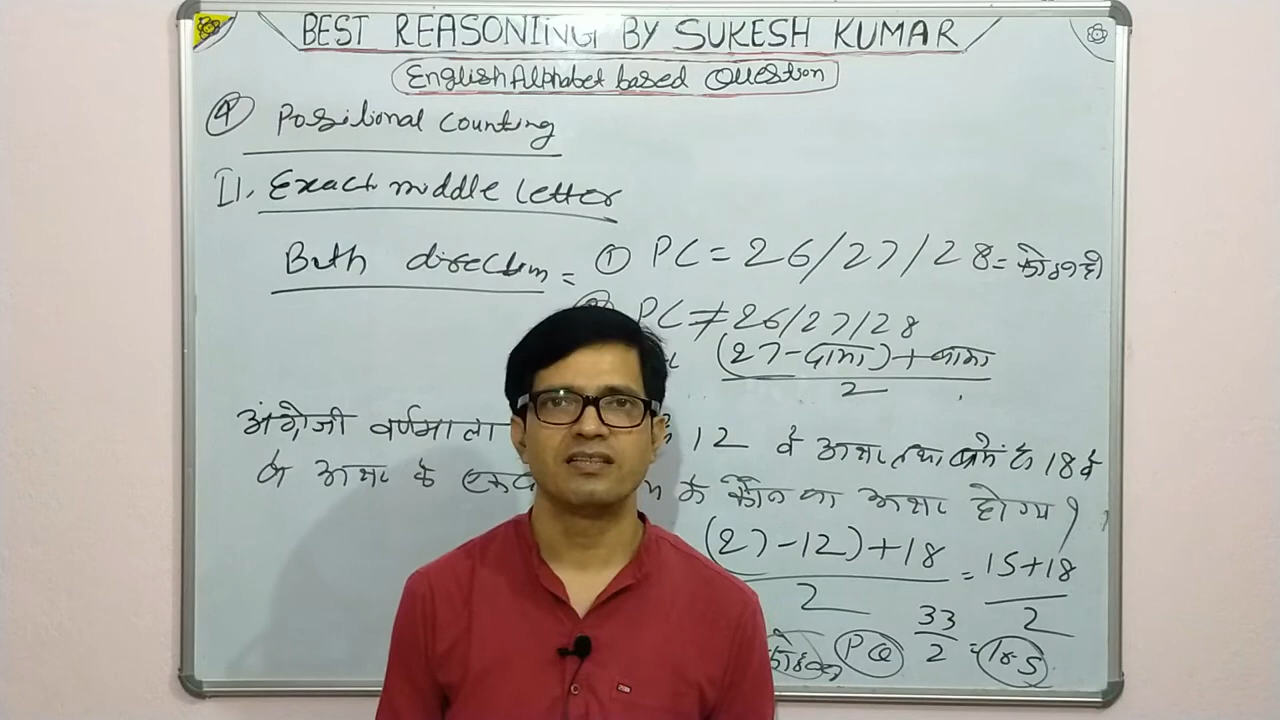 BEST REASONING BY SUKESH KUMAR
English Alphabet based Question
Positional counting
II. Exact middle letter
Both direction = ① PC = 26/27/28 = कोई नही
PC ≠ 26/27/28
(27 - दायां) + बायां
2
अंग्रेजी वर्णमाला 12 वें अक्षर तथा बायें से 18 वें
के अक्षर के कौन सा अक्षर होगा?
(27 - 12) + 18 = 15 + 18
2 2
33
2 = 16.5
PQ